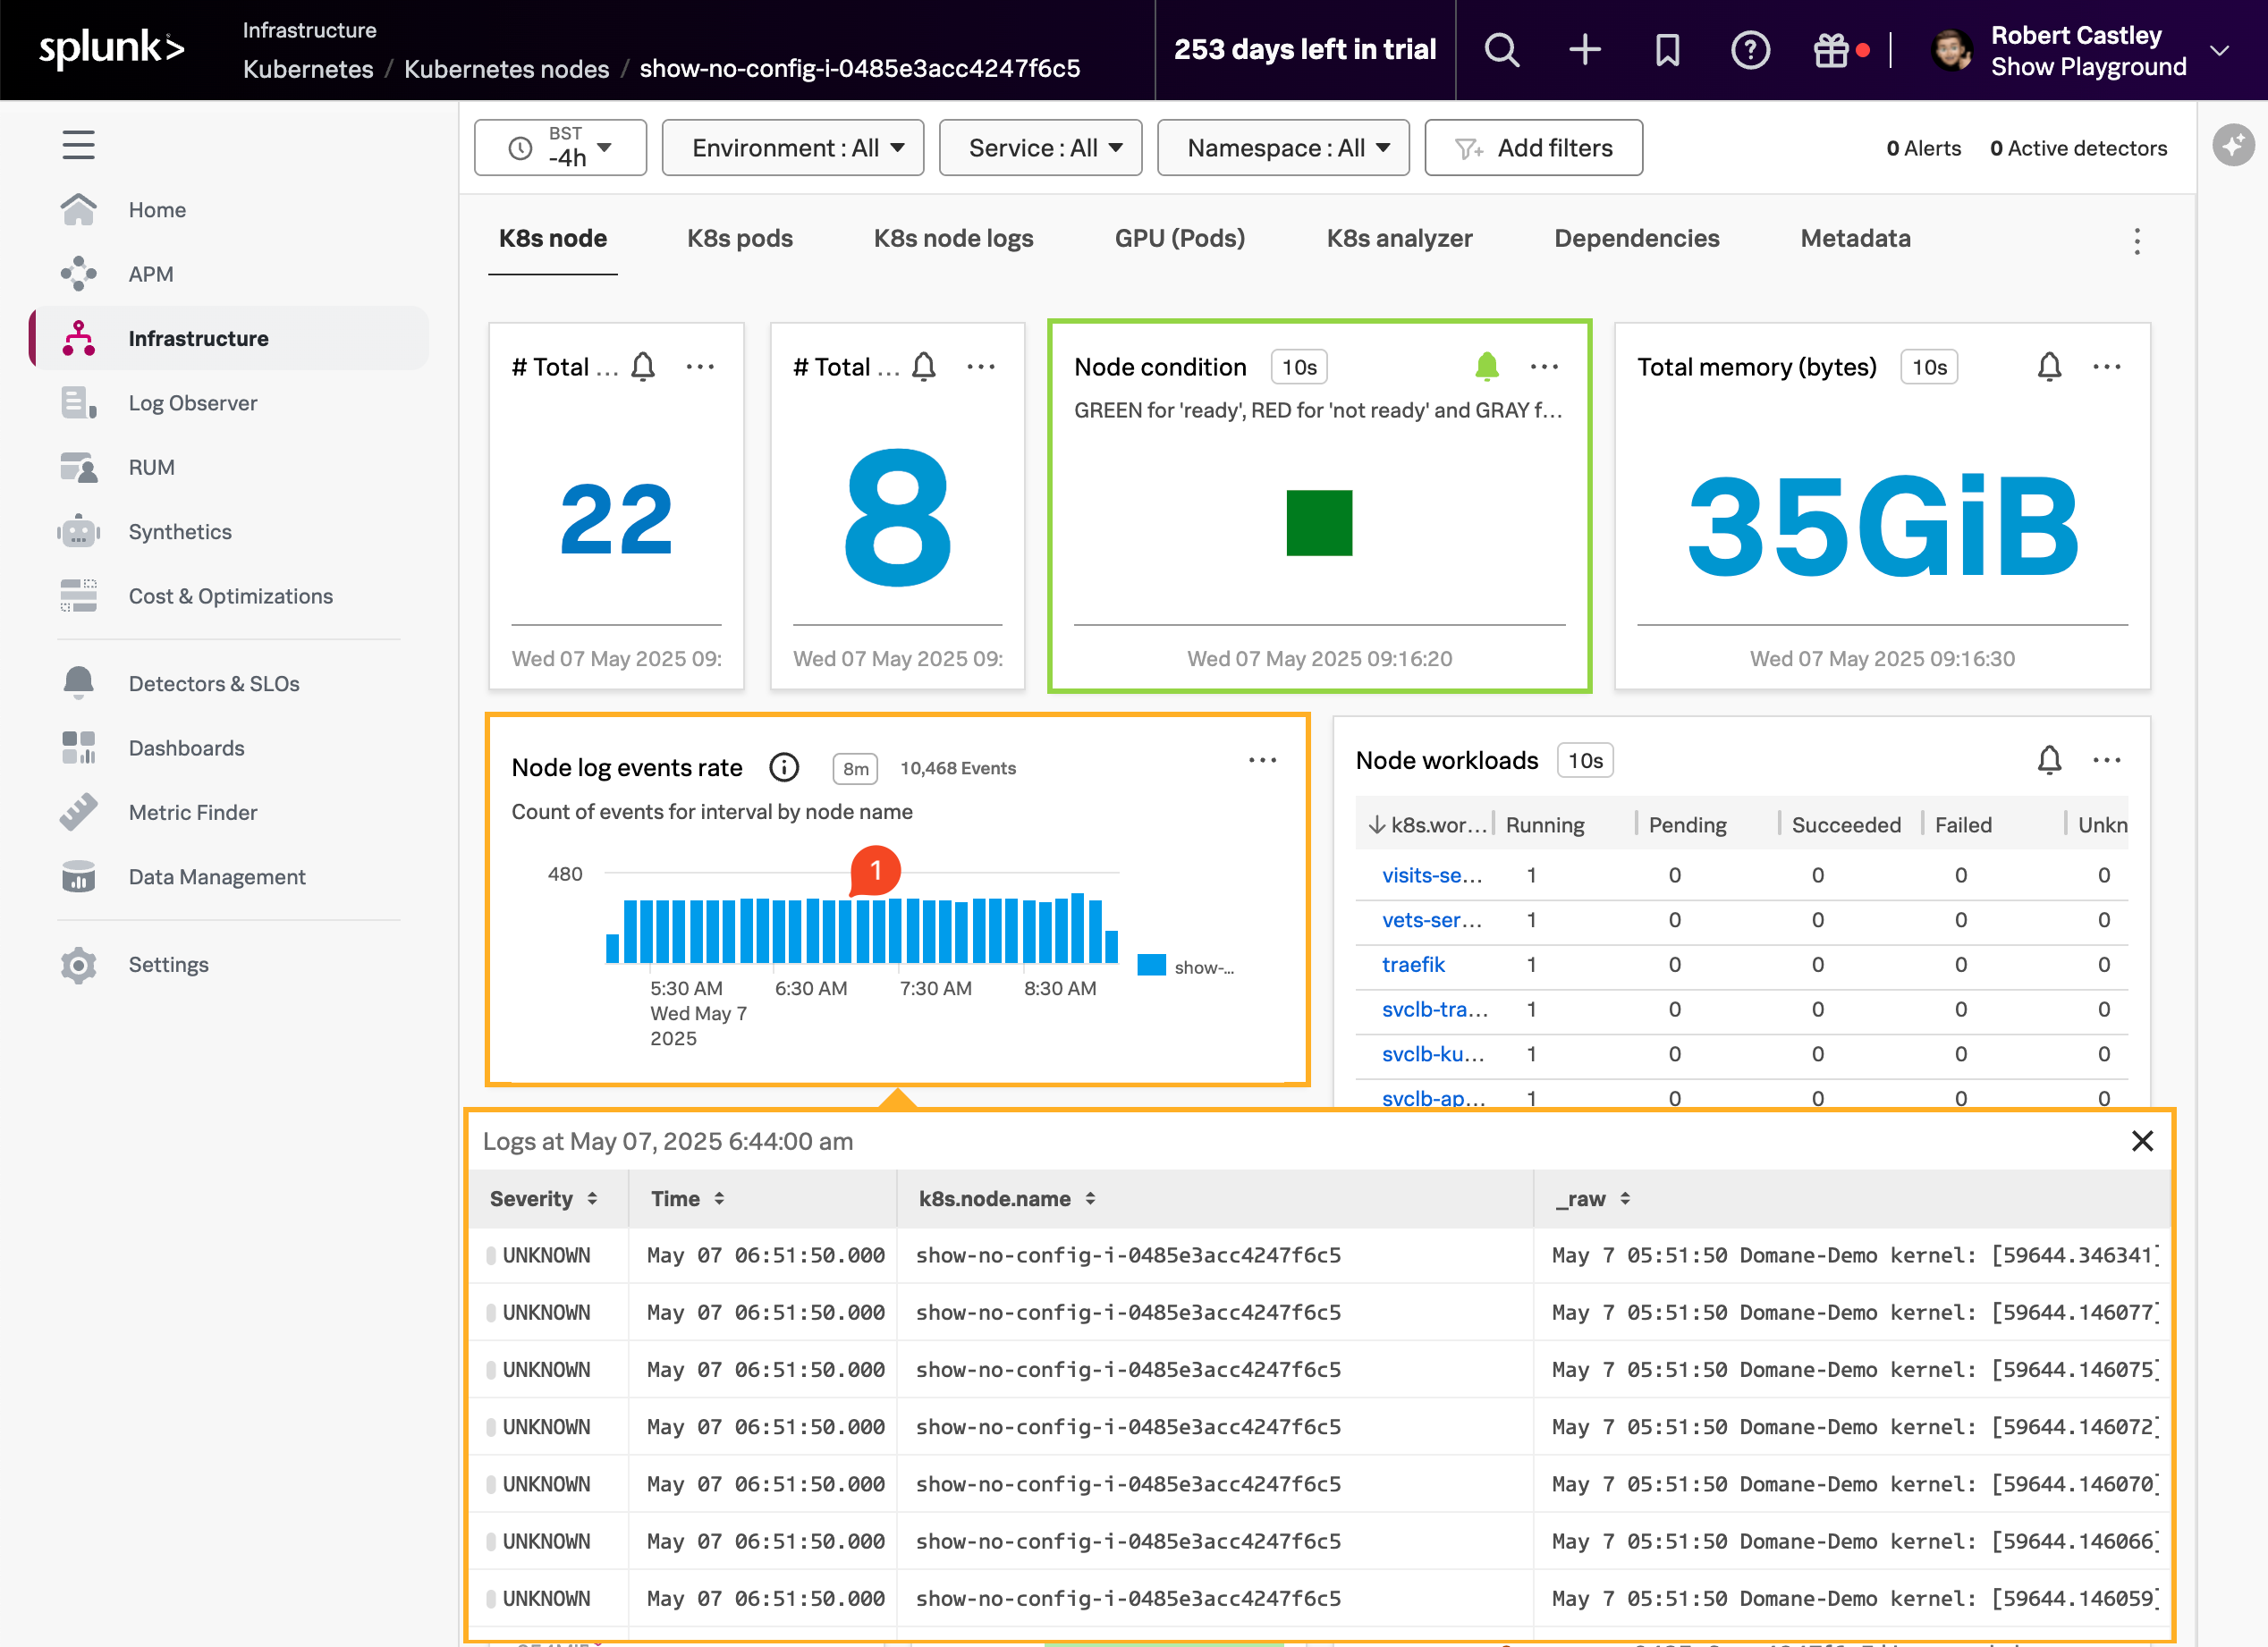 splunk>
Infrastructure
Kubernetes / Kubernetes nodes / show-no-config-i-0485e3acc4247f6c5
253 days left in trial
Robert Castley
Show Playground
Home
APM
Infrastructure
Log Observer
RUM
Synthetics
Cost & Optimizations
Detectors & SLOs
Dashboards
Metric Finder
Data Management
Settings
BST
-4h
Environment : All
Service : All
Namespace : All
Add filters
0 Alerts
0 Active detectors
K8s node
K8s pods
K8s node logs
GPU (Pods)
K8s analyzer
Dependencies
Metadata
# Total ...
22
Wed 07 May 2025 09:
# Total ...
8
Wed 07 May 2025 09:
Node condition 10s
GREEN for 'ready', RED for 'not ready' and GRAY f...
Wed 07 May 2025 09:16:20
Total memory (bytes) 10s
35GiB
Wed 07 May 2025 09:16:30
Node log events rate 8m 10,468 Events
Count of events for interval by node name
480
1
5:30 AM 6:30 AM 7:30 AM 8:30 AM
Wed May 7
2025
show-...
Node workloads 10s
k8s.wor... Running Pending Succeeded Failed Unkn
visits-se... 1 0 0 0 0
vets-ser... 1 0 0 0 0
traefik 1 0 0 0 0
svclb-tra... 1 0 0 0 0
svclb-ku... 1 0 0 0 0
svclb-ap... 1 0 0 0 0
Logs at May 07, 2025 6:44:00 am
Severity Time k8s.node.name _raw
UNKNOWN May 07 06:51:50.000 show-no-config-i-0485e3acc4247f6c5 May 7 05:51:50 Domane-Demo kernel: [59644.346341]
UNKNOWN May 07 06:51:50.000 show-no-config-i-0485e3acc4247f6c5 May 7 05:51:50 Domane-Demo kernel: [59644.146077]
UNKNOWN May 07 06:51:50.000 show-no-config-i-0485e3acc4247f6c5 May 7 05:51:50 Domane-Demo kernel: [59644.146075]
UNKNOWN May 07 06:51:50.000 show-no-config-i-0485e3acc4247f6c5 May 7 05:51:50 Domane-Demo kernel: [59644.146072]
UNKNOWN May 07 06:51:50.000 show-no-config-i-0485e3acc4247f6c5 May 7 05:51:50 Domane-Demo kernel: [59644.146070]
UNKNOWN May 07 06:51:50.000 show-no-config-i-0485e3acc4247f6c5 May 7 05:51:50 Domane-Demo kernel: [59644.146066]
UNKNOWN May 07 06:51:50.000 show-no-config-i-0485e3acc4247f6c5 May 7 05:51:50 Domane-Demo kernel: [59644.146059]